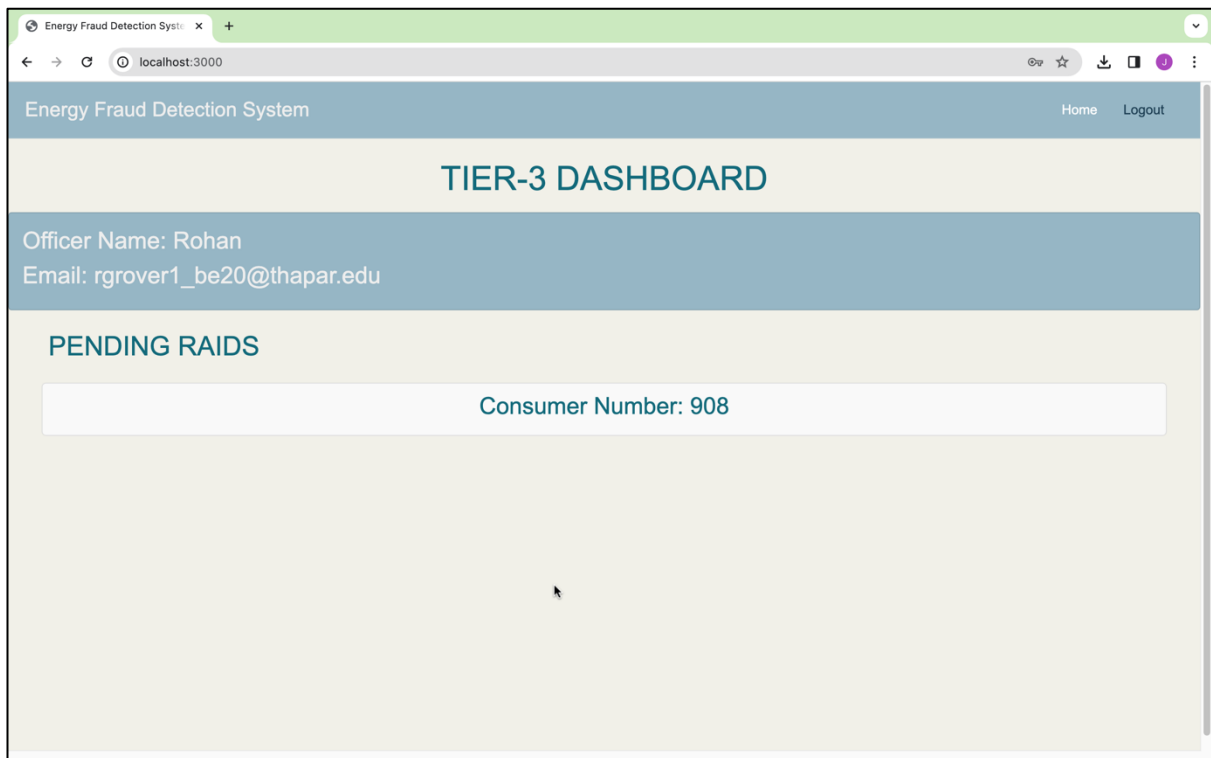 Energy Fraud Detection Syste
localhost:3000
J
Energy Fraud Detection System
Home
Logout
TIER-3 DASHBOARD
Officer Name: Rohan
Email: rgrover1_be20@thapar.edu
PENDING RAIDS
Consumer Number: 908